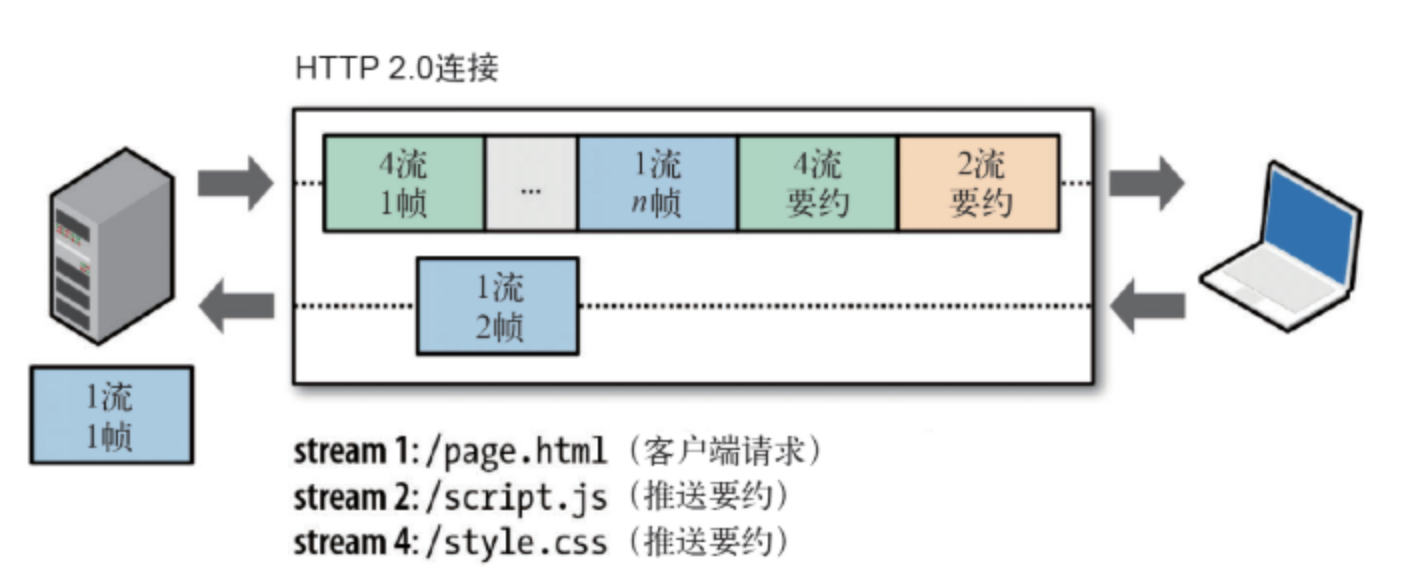 HTTP 2.0连接
4流
1帧
...
1流
n帧
4流
要约
2流
要约
1流
2帧
1流
1帧
stream 1: /page.html（客户端请求）
stream 2: /script.js（推送要约）
stream 4: /style.css（推送要约）